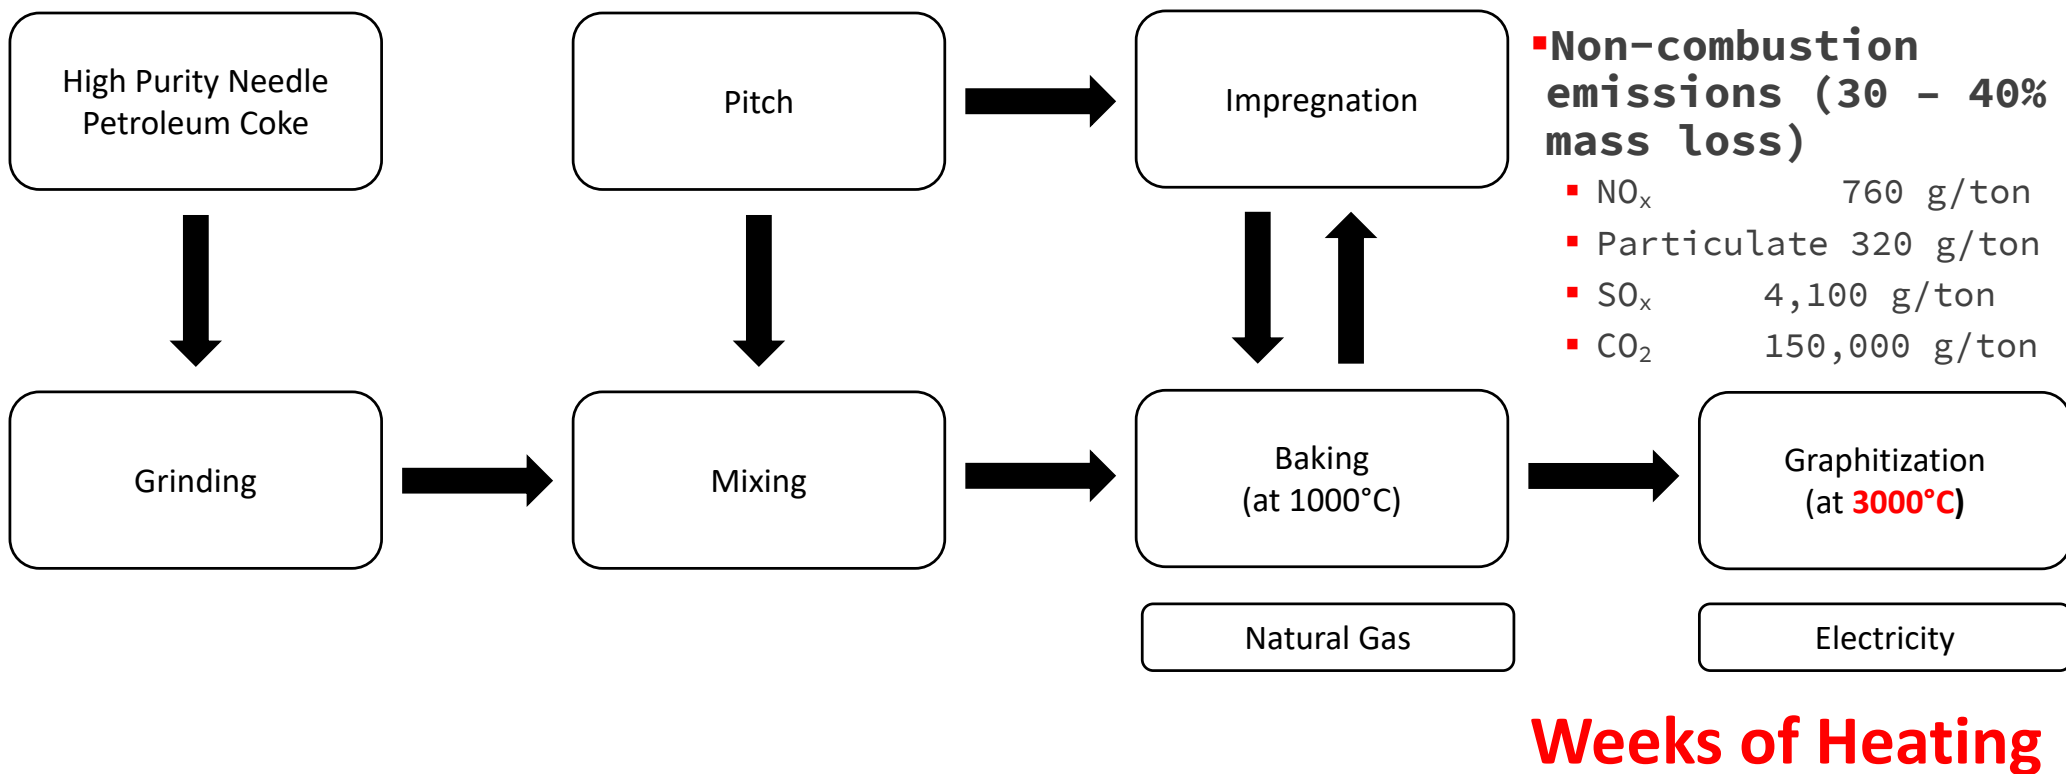 High Purity Needle
Petroleum Coke
Pitch
Impregnation
▪Non-combustion
emissions (30 – 40%
mass loss)
▪ NOₓ 760 g/ton
▪ Particulate 320 g/ton
▪ SOₓ 4,100 g/ton
▪ CO₂ 150,000 g/ton
Grinding
Mixing
Baking
(at 1000°C)
Graphitization
(at 3000°C)
Natural Gas
Electricity
Weeks of Heating